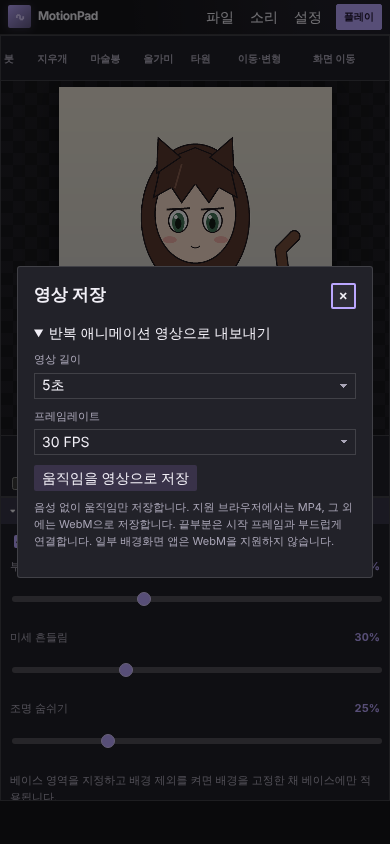 MotionPad
파일
소리
설정
플레이
붓
지우개
마술봉
올가미
타원
이동·변형
화면 이동
영상 저장
×
▼ 반복 애니메이션 영상으로 내보내기
영상 길이
5초
프레임레이트
30 FPS
움직임을 영상으로 저장
음성 없이 움직임만 저장합니다. 지원 브라우저에서는 MP4, 그 외
에는 WebM으로 저장합니다. 끝부분은 시작 프레임과 부드럽게
연결합니다. 일부 배경화면 앱은 WebM을 지원하지 않습니다.
%
미세 흔들림
30%
조명 숨쉬기
25%
베이스 영역을 지정하고 배경 제외를 켜면 배경을 고정한 채 베이스에만 적
용됩니다.